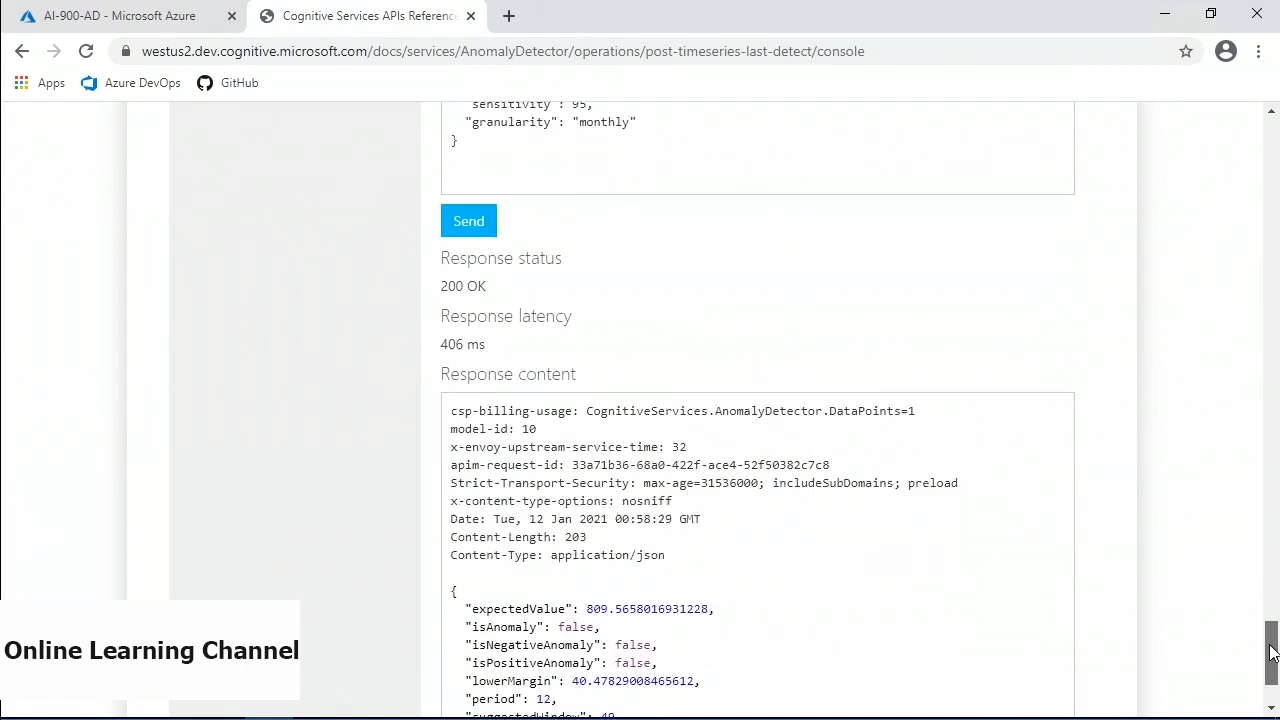 AI-900-AD - Microsoft Azure
Cognitive Services APIs Reference
westus2.dev.cognitive.microsoft.com/docs/services/AnomalyDetector/operations/post-timeseries-last-detect/console
Apps
Azure DevOps
GitHub
"sensitivity": 95,
"granularity": "monthly"
}
Send
Response status
200 OK
Response latency
406 ms
Response content
csp-billing-usage: CognitiveServices.AnomalyDetector.DataPoints=1
model-id: 10
x-envoy-upstream-service-time: 32
apim-request-id: 33a71b36-68a0-422f-ace4-52f50382c7c8
Strict-Transport-Security: max-age=31536000; includeSubDomains; preload
x-content-type-options: nosniff
Date: Tue, 12 Jan 2021 00:58:29 GMT
Content-Length: 203
Content-Type: application/json
{
"expectedValue": 809.5658016931228,
"isAnomaly": false,
"isNegativeAnomaly": false,
"isPositiveAnomaly": false,
"lowerMargin": 40.47829008465612,
"period": 12,
"suggestedWindow": 49
Online Learning Channel